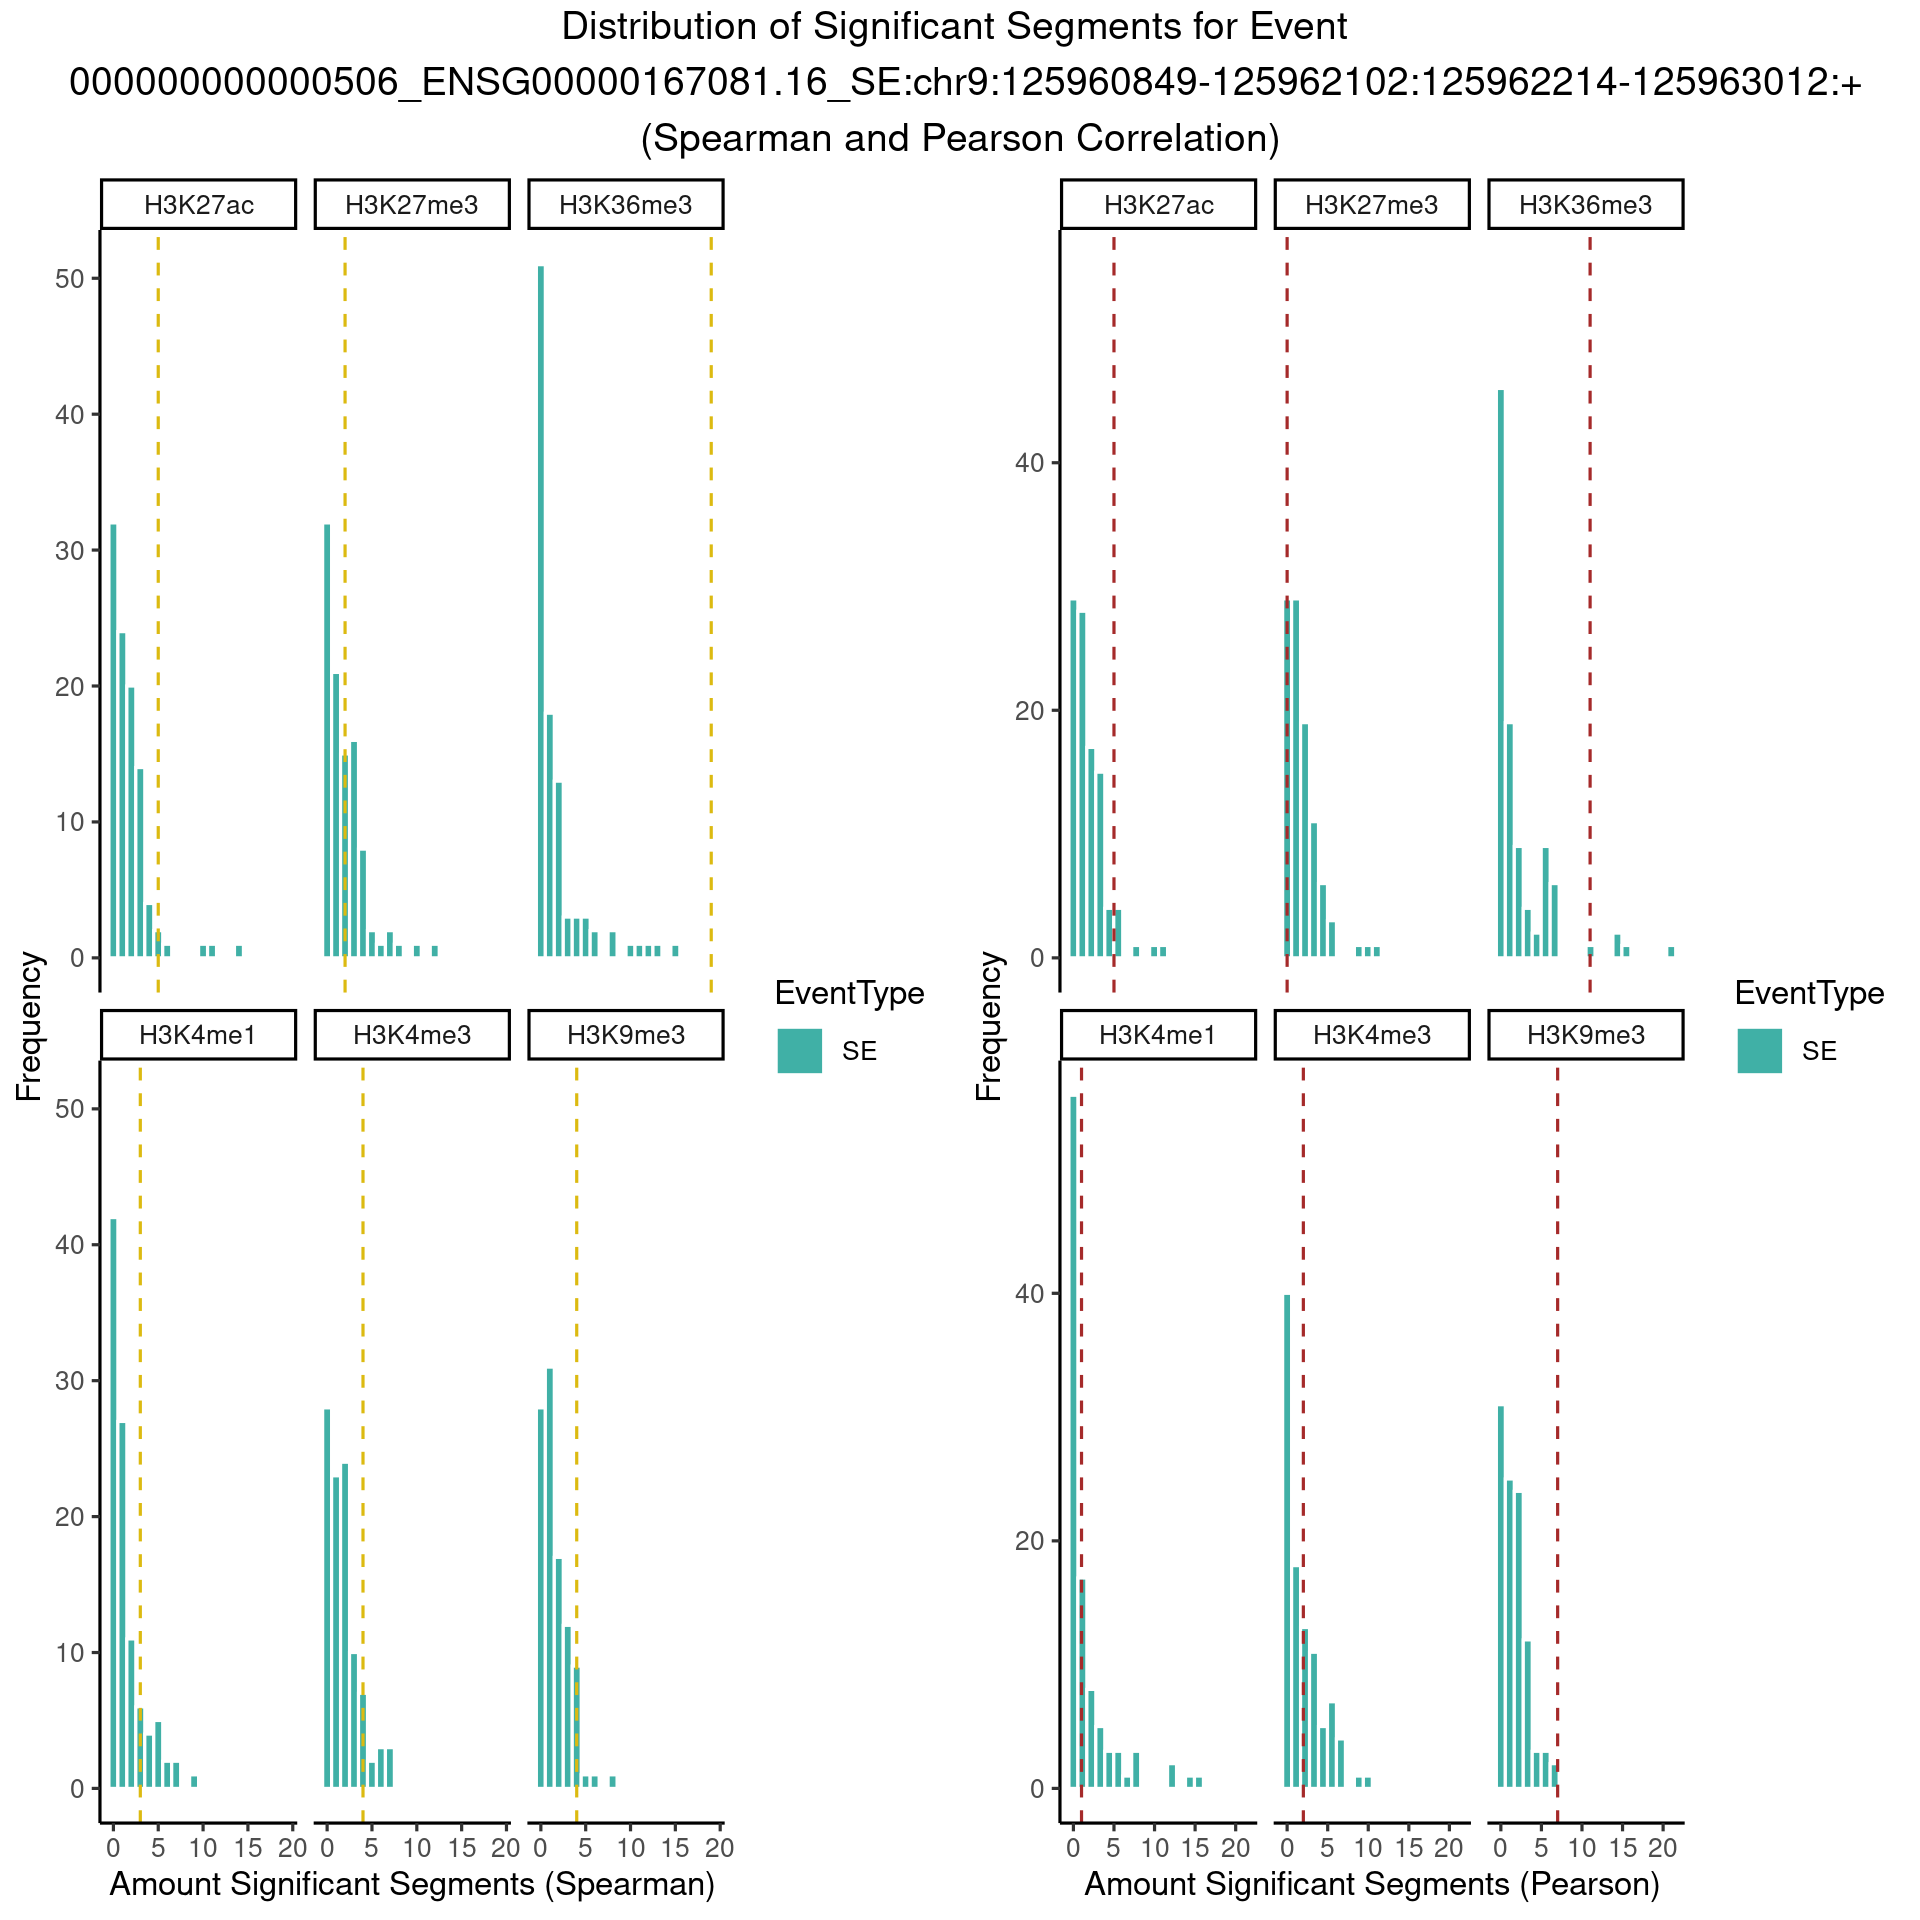 Distribution of Significant Segments for Event
000000000000506_ENSG00000167081.16_SE:chr9:125960849-125962102:125962214-125963012:+
(Spearman and Pearson Correlation)
H3K27ac H3K27me3 H3K36me3
50
40
30
20
10
0
H3K4me1 H3K4me3 H3K9me3
50
40
30
20
10
0
0 5 10 15 20 0 5 10 15 20 0 5 10 15 20
Amount Significant Segments (Spearman)
Frequency
EventType
SE
H3K27ac H3K27me3 H3K36me3
40
20
0
H3K4me1 H3K4me3 H3K9me3
40
20
0
0 5 10 15 20 0 5 10 15 20 0 5 10 15 20
Amount Significant Segments (Pearson)
Frequency
EventType
SE